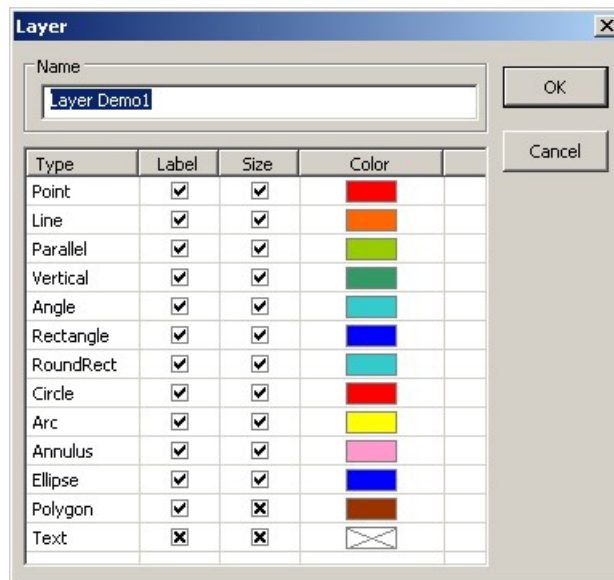 Layer
Name
Layer Demo1
OK
Cancel
Type Label Size Color
Point
Line
Parallel
Vertical
Angle
Rectangle
RoundRect
Circle
Arc
Annulus
Ellipse
Polygon
Text